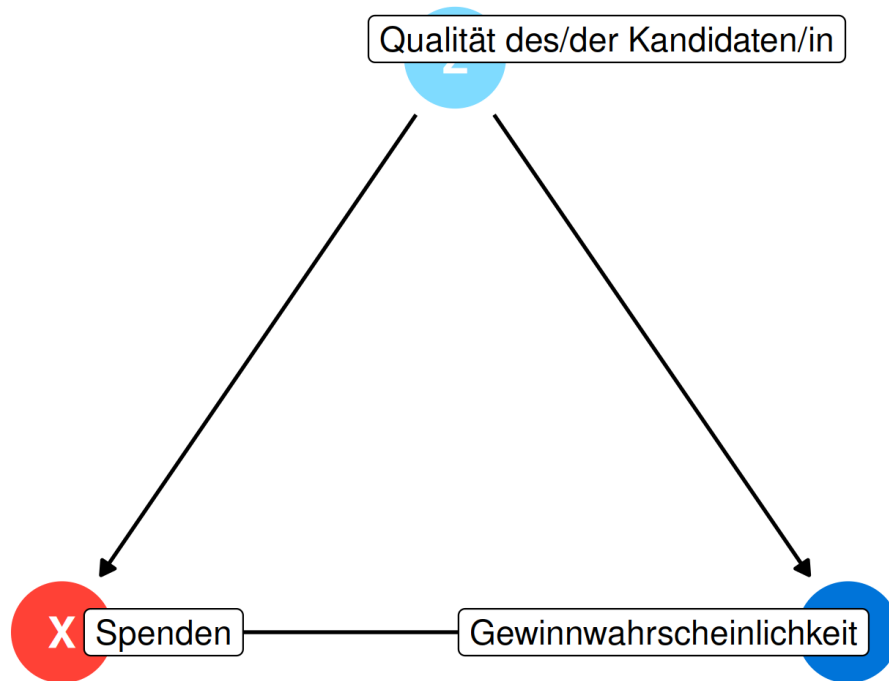 Qualität des/der Kandidaten/in
X
Spenden
Gewinnwahrscheinlichkeit